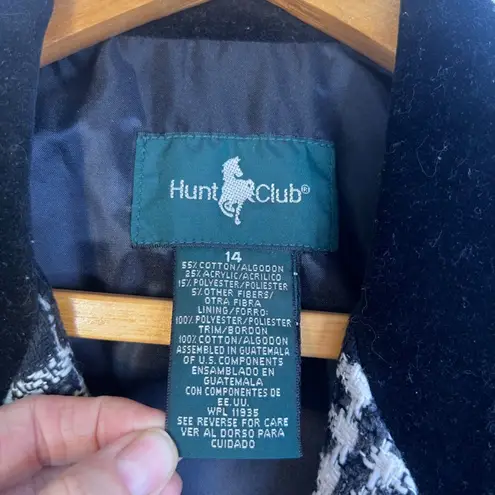 Hunt Club®
14
55% COTTON/ALGODON
25% ACRYLIC/ACRILICO
15% POLYESTER/POLIESTER
5% OTHER FIBERS/
OTRA FIBRA
LINING/FORRO:
100% POLYESTER/POLIESTER
TRIM/BORDON
100% COTTON/ALGODON
ASSEMBLED IN GUATEMALA
OF U.S. COMPONENTS
ENSAMBLADO EN
GUATEMALA
CON COMPONENTES DE
EE.UU.
WPL 11935
SEE REVERSE FOR CARE
VER AL DORSO PARA
CUIDADO